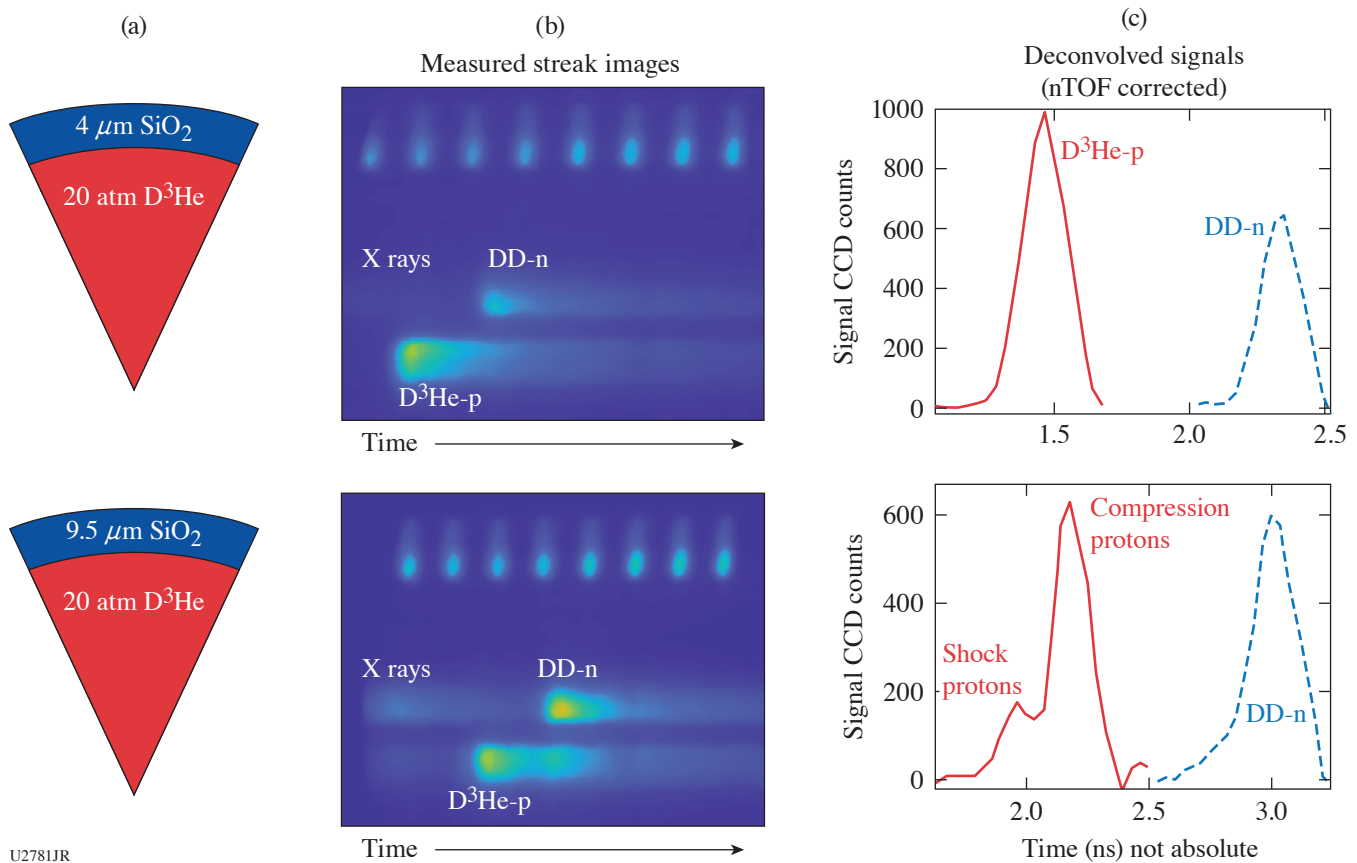 (a)
(b)
(c)
Measured streak images
Deconvolved signals
(nTOF corrected)
4 μm SiO₂
20 atm D³He
X rays
DD-n
D³He-p
Time
Signal CCD counts
1000
800
600
400
200
0
D³He-p
DD-n
1.5
2.0
2.5
9.5 μm SiO₂
20 atm D³He
X rays
DD-n
D³He-p
Time
Signal CCD counts
600
400
200
0
Compression
protons
Shock
protons
DD-n
2.0
2.5
3.0
Time (ns) not absolute
U2781JR